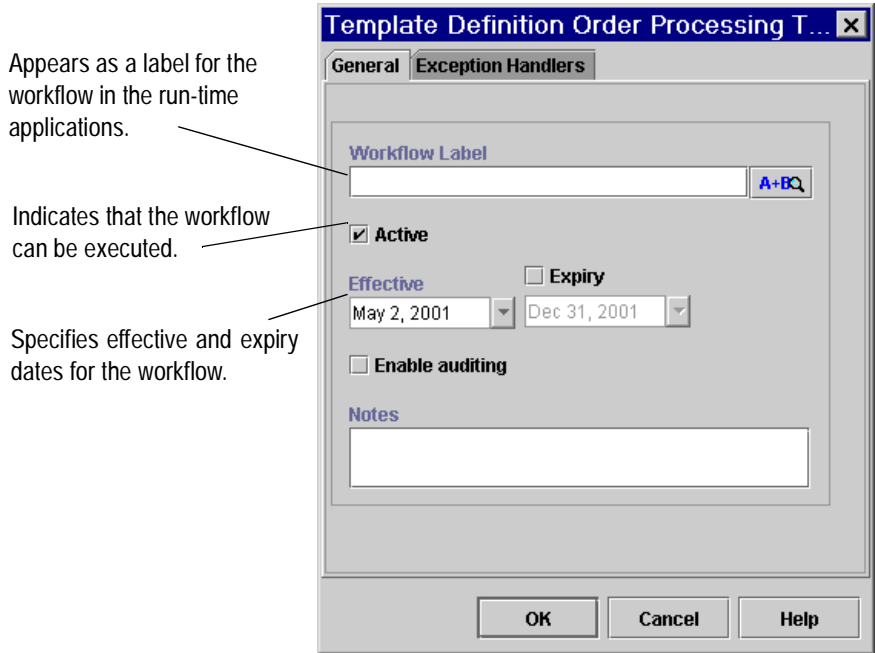 Template Definition Order Processing T...
General Exception Handlers
Appears as a label for the
workflow in the run-time
applications.
Workflow Label
A+B
Indicates that the workflow
can be executed.
Active
Effective
Expiry
May 2, 2001
Dec 31, 2001
Specifies effective and expiry
dates for the workflow.
Enable auditing
Notes
OK Cancel Help